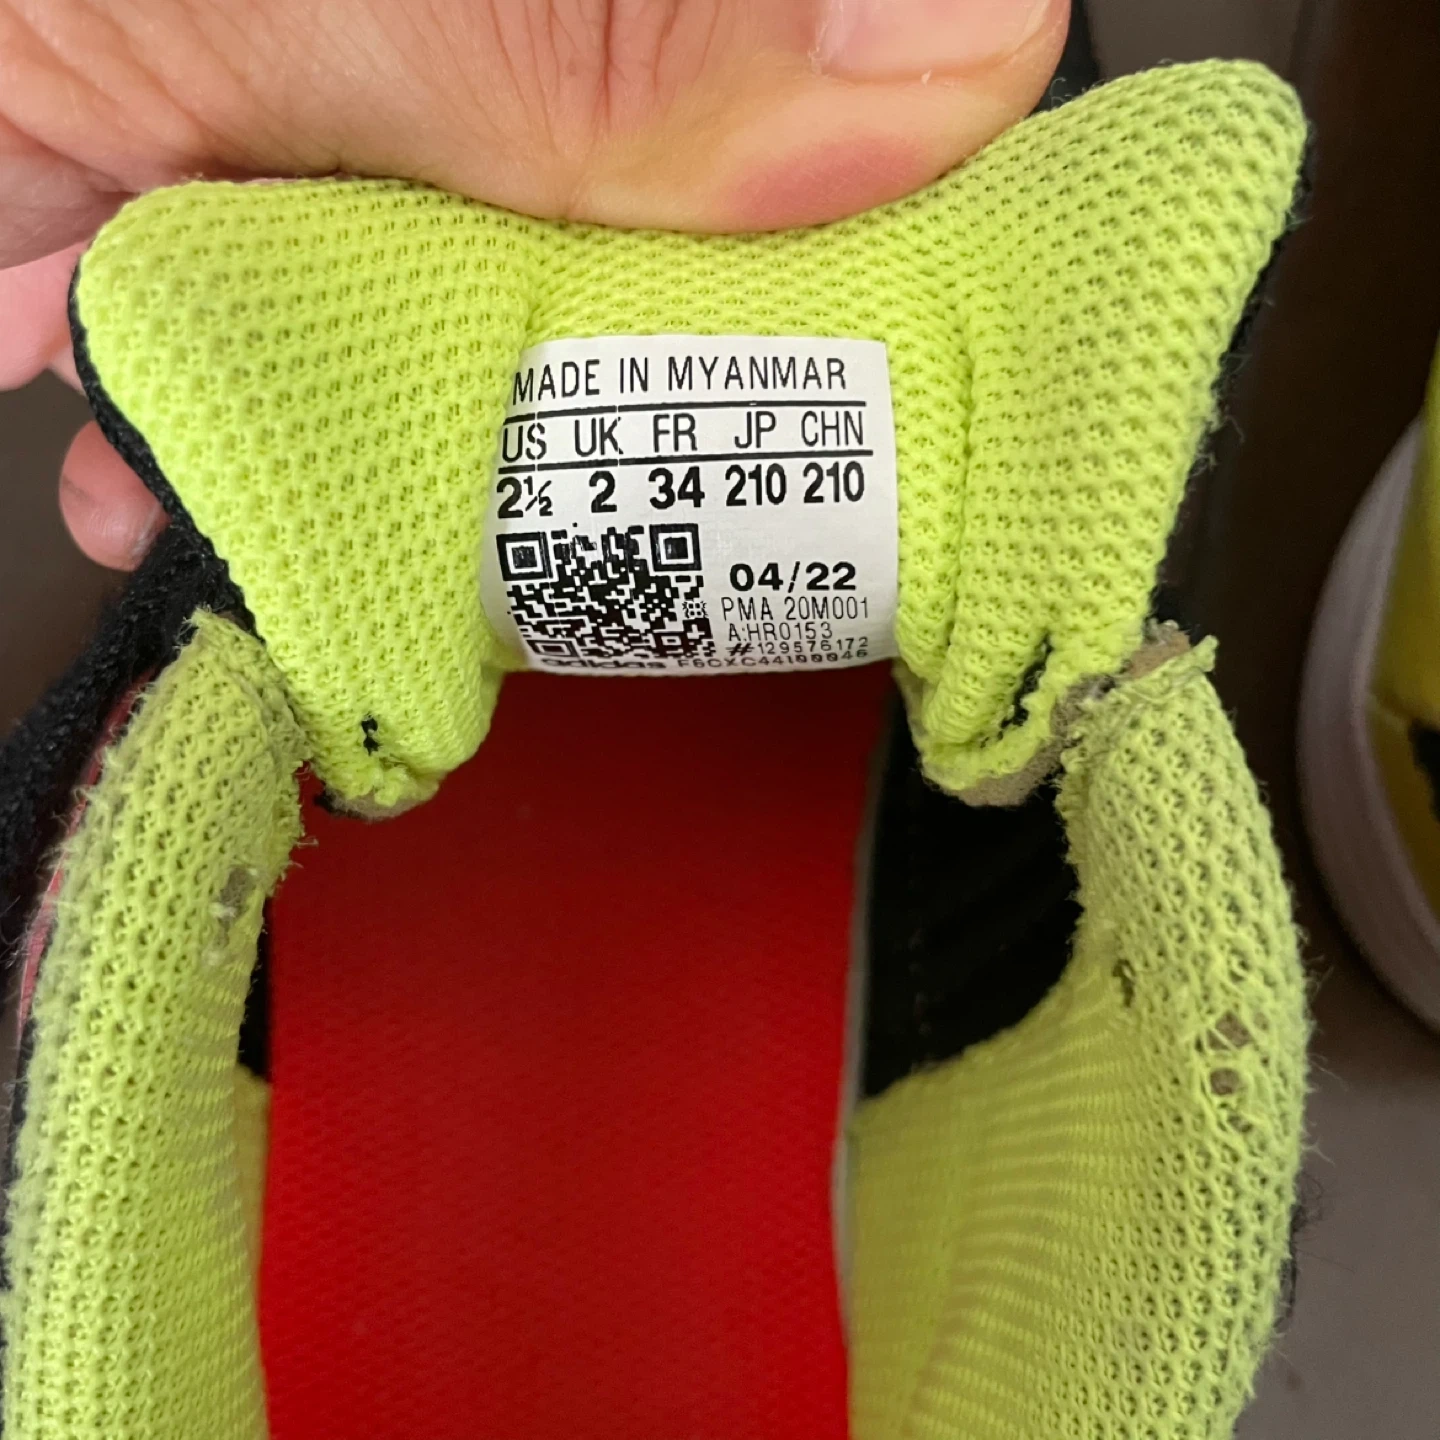 MADE IN MYANMAR
US UK FR JP CHN
2½ 2 34 210 210
04/22
PMA 20M001
A:HR0153
#129576172
adidas F6CXC44I00046